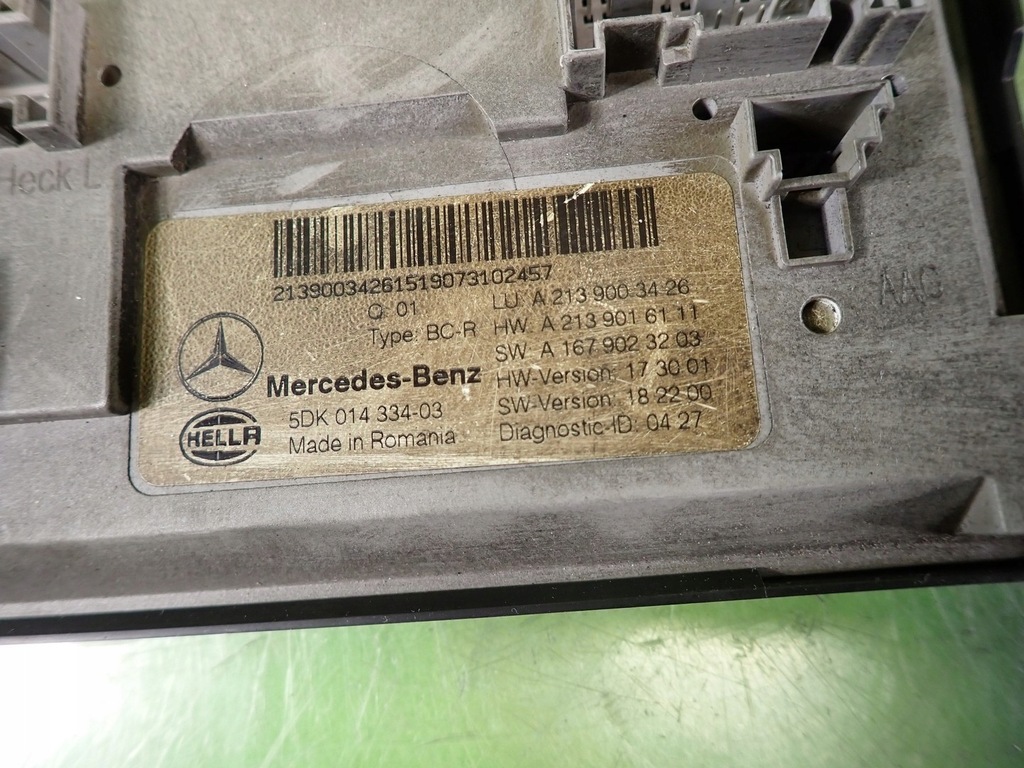 Heck L
21390034261519073102457
Q: 01
Type: BC-R
LU: A 213 900 34 26
HW: A 213 901 61 11
SW: A 167 902 32 03
HW-Version: 17 30 01
SW-Version: 18 22 00
Diagnostic-ID: 04 27
Mercedes-Benz
5DK 014 334-03
HELLA
Made in Romania
AAG